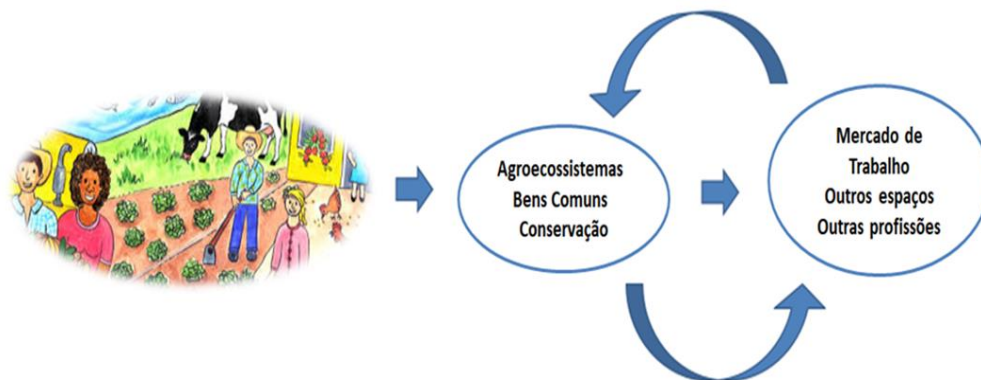 Agroecossistemas
Bens Comuns
Conservação
Mercado de
Trabalho
Outros espaços
Outras profissões